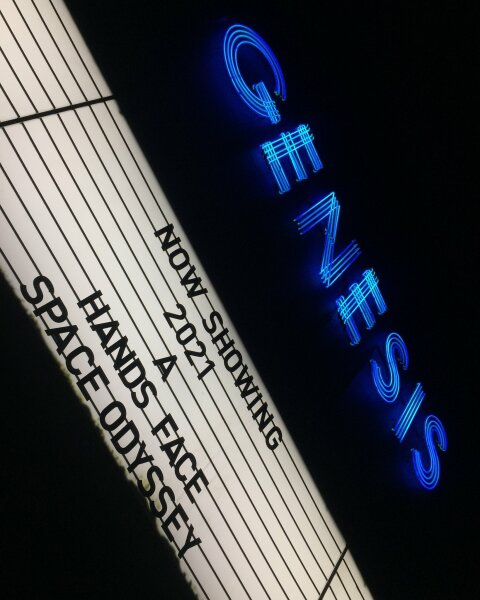 GENESIS
NOW SHOWING
2021
A
HANDS FACE
SPACE ODYSSEY